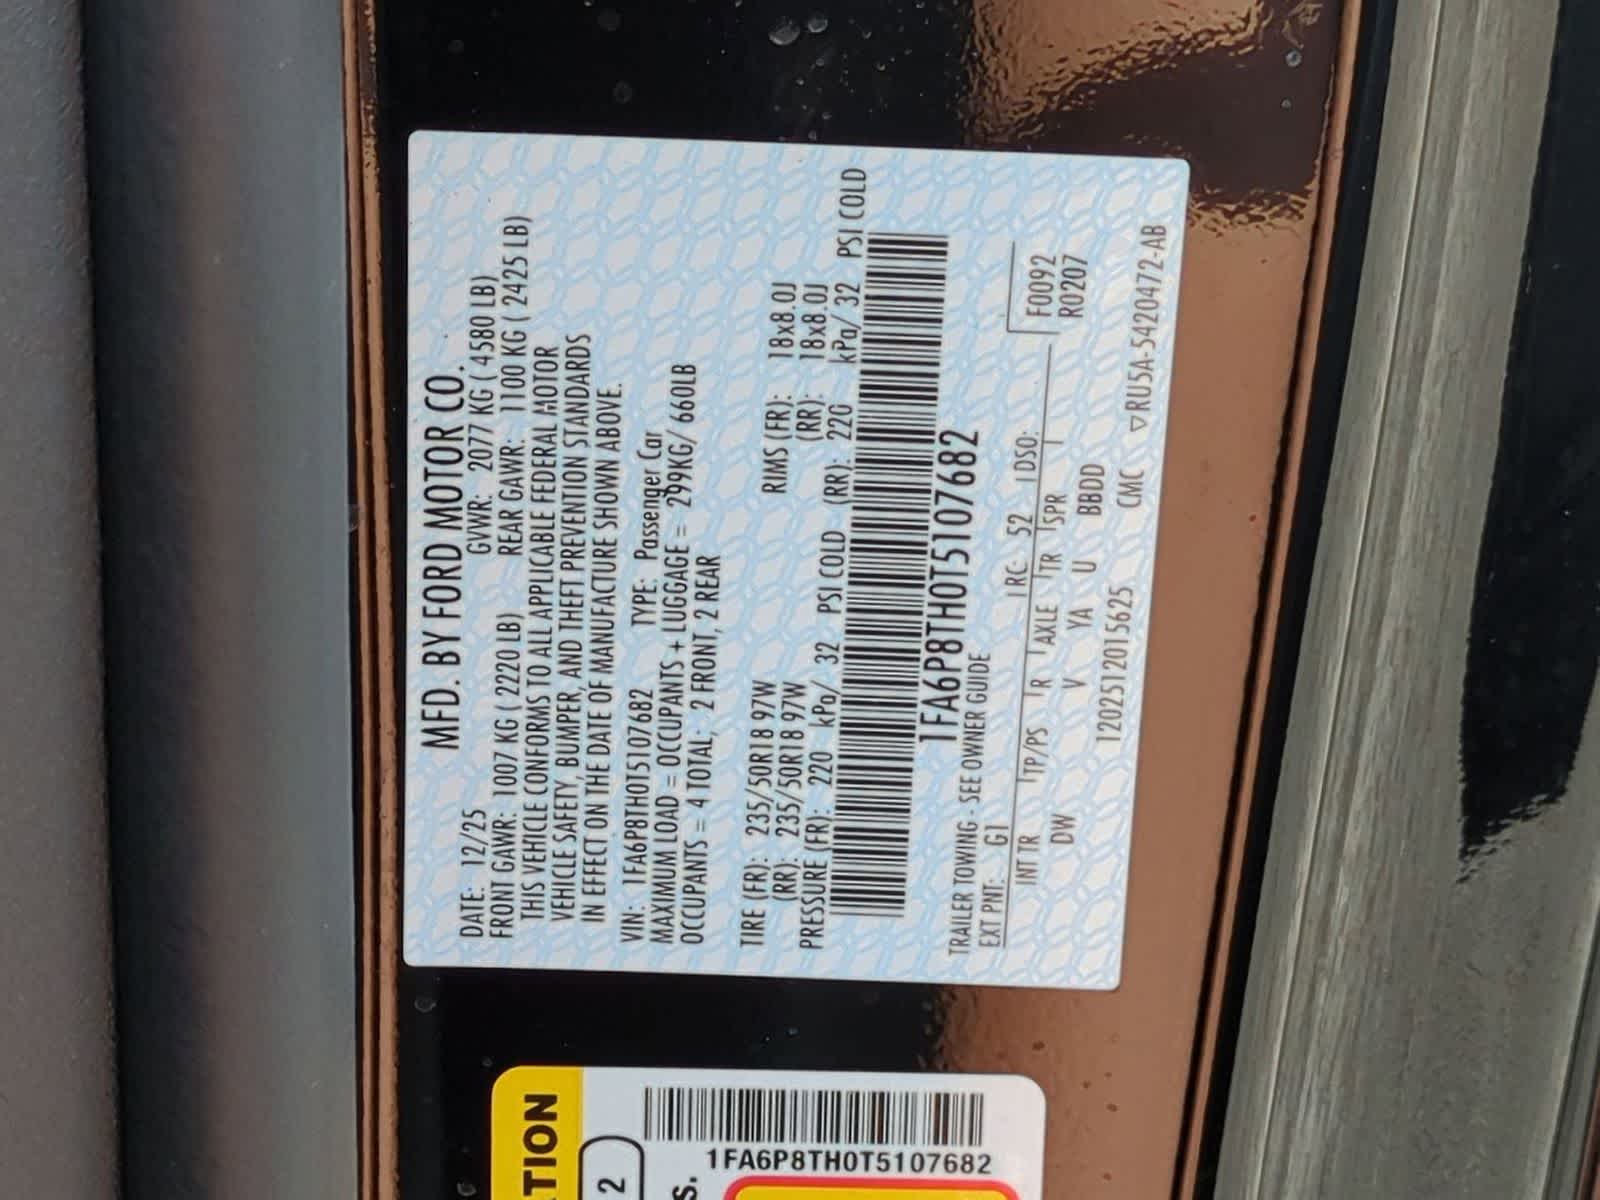 MFD. BY FORD MOTOR CO.
DATE: 12/25 GVWR: 2077 KG ( 4580 LB)
FRONT GAWR: 1007 KG ( 2220 LB) REAR GAWR: 1100 KG ( 2425 LB)
THIS VEHICLE CONFORMS TO ALL APPLICABLE FEDERAL MOTOR
VEHICLE SAFETY, BUMPER, AND THEFT PREVENTION STANDARDS
IN EFFECT ON THE DATE OF MANUFACTURE SHOWN ABOVE.
VIN: 1FA6P8TH0T5107682 TYPE: Passenger Car
MAXIMUM LOAD = OCCUPANTS + LUGGAGE = 299KG/ 660LB
OCCUPANTS = 4 TOTAL, 2 FRONT, 2 REAR
TIRE (FR): 235/50R18 97W RIMS (FR): 18x8.0J
(RR): 235/50R18 97W (RR): 18x8.0J
PRESSURE (FR): 220 kPa/ 32 PSI COLD (RR): 220 kPa/ 32 PSI COLD
1FA6P8TH0T5107682
TRAILER TOWING - SEE OWNER GUIDE
EXT PNT: G1 RC: 52 DSO: F0092
INT TR TP/PS R AXLE TR SPR R0207
DW V YA U BBDD
1202512015625 CMC ▽RU5A-5420472-AB
TION
2
S.
1FA6P8TH0T5107682